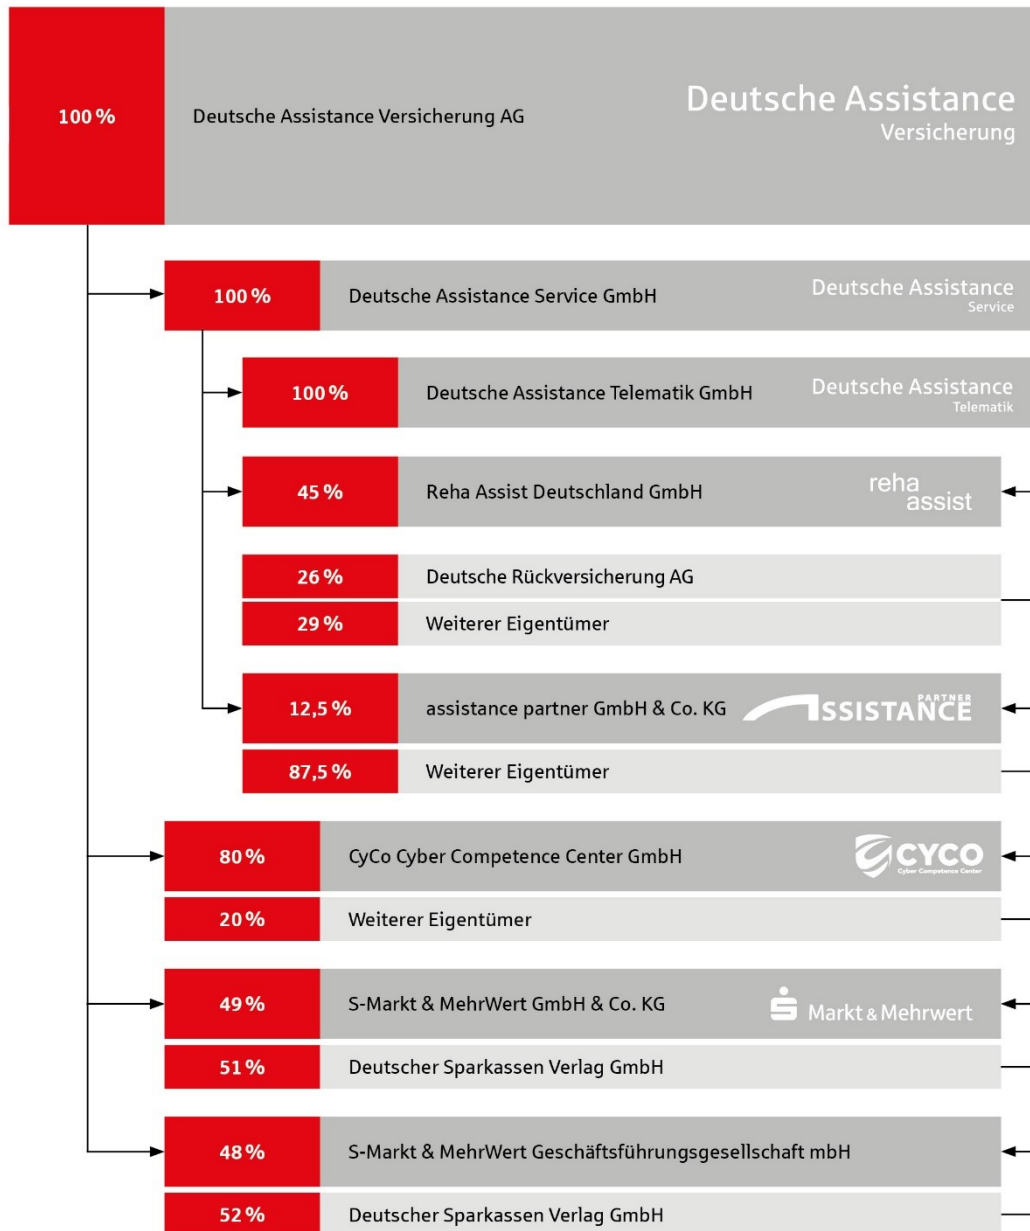 100 %
Deutsche Assistance Versicherung AG
Deutsche Assistance
Versicherung
100 %
Deutsche Assistance Service GmbH
Deutsche Assistance
Service
100 %
Deutsche Assistance Telematik GmbH
Deutsche Assistance
Telematik
45 %
Reha Assist Deutschland GmbH
reha
assist
26 %
Deutsche Rückversicherung AG
29 %
Weiterer Eigentümer
12,5 %
assistance partner GmbH & Co. KG
PARTNER
ASSISTANCE
87,5 %
Weiterer Eigentümer
80 %
CyCo Cyber Competence Center GmbH
CYCO
Cyber Competence Center
20 %
Weiterer Eigentümer
49 %
S-Markt & MehrWert GmbH & Co. KG
S Markt & Mehrwert
51 %
Deutscher Sparkassen Verlag GmbH
48 %
S-Markt & MehrWert Geschäftsführungsgesellschaft mbH
52 %
Deutscher Sparkassen Verlag GmbH